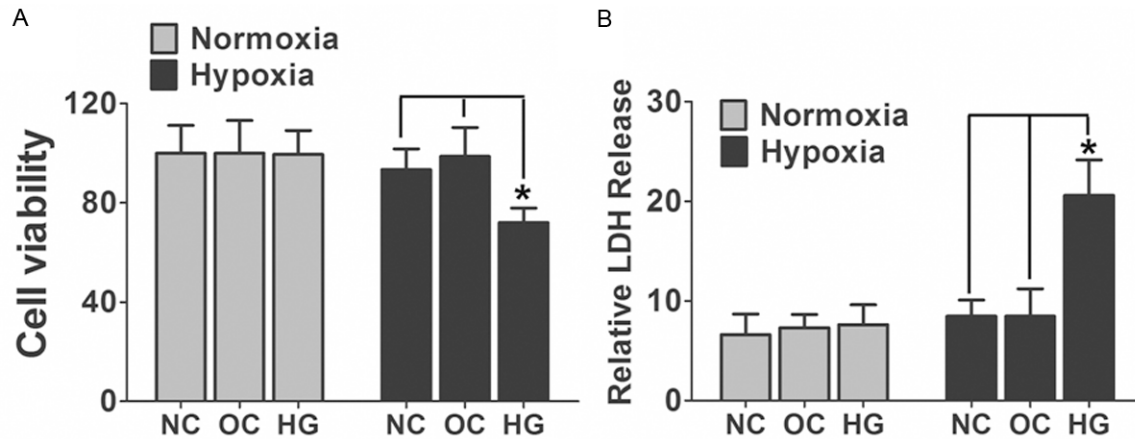 A
Normoxia
Hypoxia
Cell viability
120
80
40
0
*
NC OC HG NC OC HG
B
Relative LDH Release
30
20
10
0
Normoxia
Hypoxia
*
NC OC HG NC OC HG